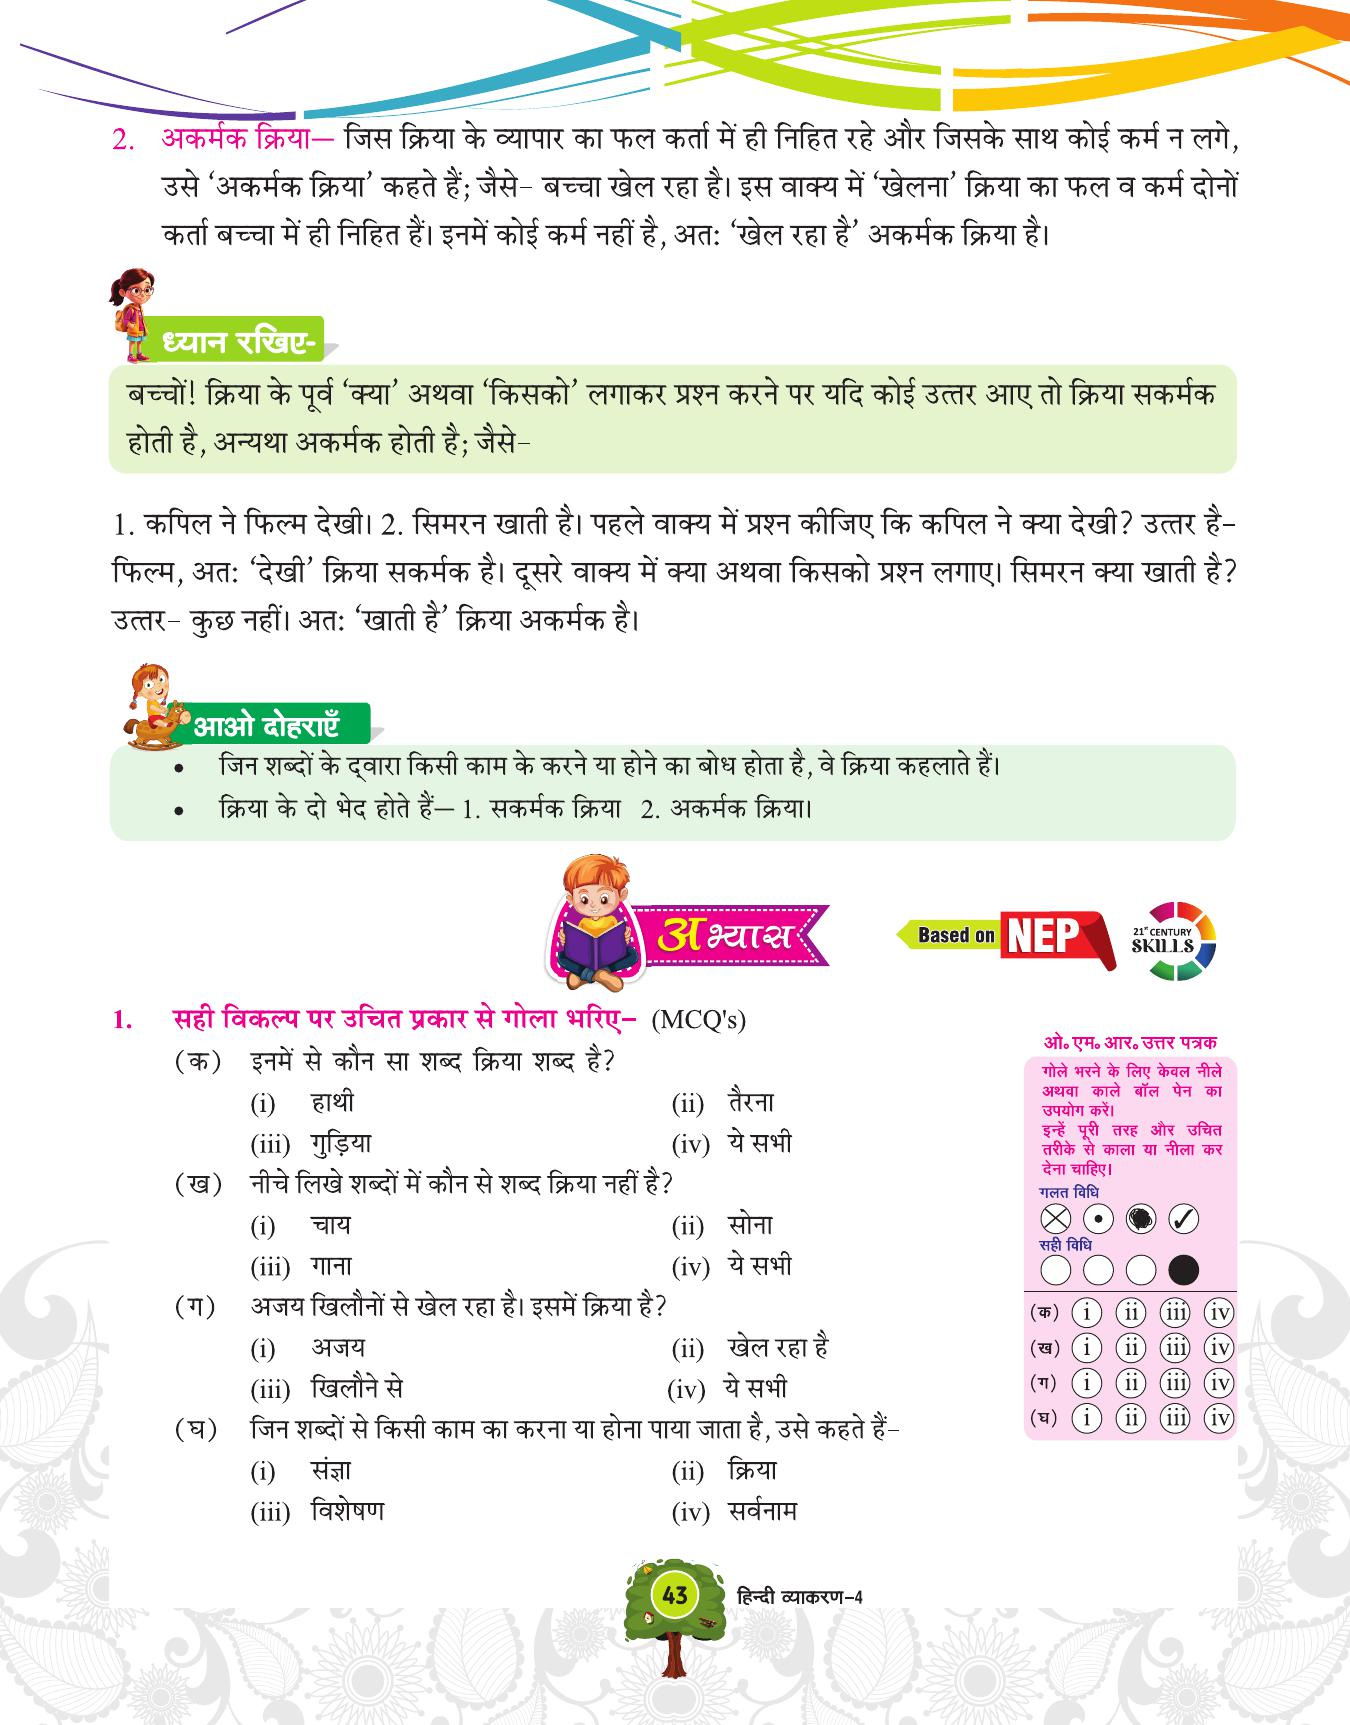 2. अकर्मक क्रिया— जिस क्रिया के व्यापार का फल कर्ता में ही निहित रहे और जिसके साथ कोई कर्म न लगे,
उसे ‘अकर्मक क्रिया’ कहते हैं; जैसे- बच्चा खेल रहा है। इस वाक्य में ‘खेलना’ क्रिया का फल व कर्म दोनों
कर्ता बच्चा में ही निहित हैं। इनमें कोई कर्म नहीं है, अतः ‘खेल रहा है’ अकर्मक क्रिया है।
ध्यान रखिए-
बच्चों! क्रिया के पूर्व ‘क्या’ अथवा ‘किसको’ लगाकर प्रश्न करने पर यदि कोई उत्तर आए तो क्रिया सकर्मक
होती है, अन्यथा अकर्मक होती है; जैसे-
1. कपिल ने फिल्म देखी। 2. सिमरन खाती है। पहले वाक्य में प्रश्न कीजिए कि कपिल ने क्या देखी? उत्तर है-
फिल्म, अतः ‘देखी’ क्रिया सकर्मक है। दूसरे वाक्य में क्या अथवा किसको प्रश्न लगाए। सिमरन क्या खाती है?
उत्तर- कुछ नहीं। अतः ‘खाती है’ क्रिया अकर्मक है।
आओ दोहराएँ
• जिन शब्दों के द्वारा किसी काम के करने या होने का बोध होता है, वे क्रिया कहलाते हैं।
• क्रिया के दो भेद होते हैं— 1. सकर्मक क्रिया 2. अकर्मक क्रिया।
अभ्यास
Based on NEP
21st CENTURY
SKILLS
1. सही विकल्प पर उचित प्रकार से गोला भरिए- (MCQ's)
(क) इनमें से कौन सा शब्द क्रिया शब्द है?
(i) हाथी (ii) तैरना
(iii) गुड़िया (iv) ये सभी
(ख) नीचे लिखे शब्दों में कौन से शब्द क्रिया नहीं है?
(i) चाय (ii) सोना
(iii) गाना (iv) ये सभी
(ग) अजय खिलौनों से खेल रहा है। इसमें क्रिया है?
(i) अजय (ii) खेल रहा है
(iii) खिलौने से (iv) ये सभी
(घ) जिन शब्दों से किसी काम का करना या होना पाया जाता है, उसे कहते हैं-
(i) संज्ञा (ii) क्रिया
(iii) विशेषण (iv) सर्वनाम
ओ॰ एम॰ आर॰ उत्तर पत्रक
गोले भरने के लिए केवल नीले
अथवा काले बॉल पेन का
उपयोग करें।
इन्हें पूरी तरह और उचित
तरीके से काला या नीला कर
देना चाहिए।
गलत विधि
सही विधि
(क) i ii iii iv
(ख) i ii iii iv
(ग) i ii iii iv
(घ) i ii iii iv
43 हिन्दी व्याकरण-4